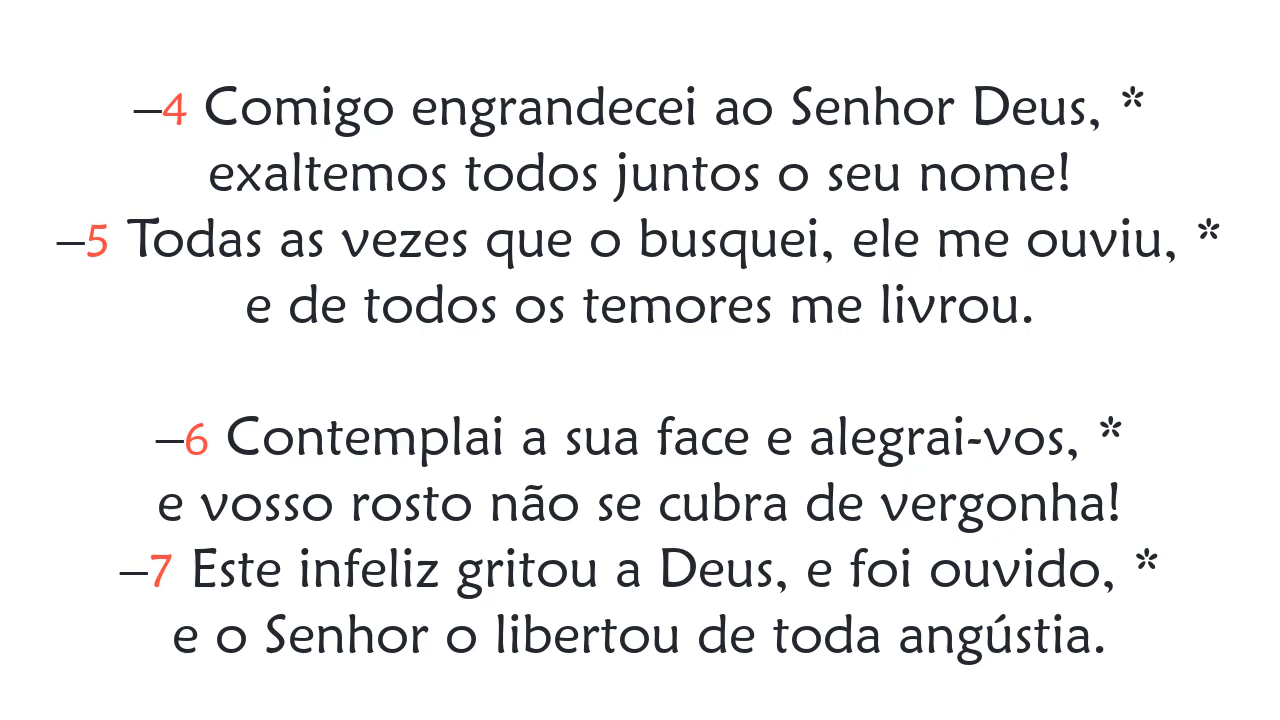 –4 Comigo engrandecei ao Senhor Deus, *
exaltemos todos juntos o seu nome!
–5 Todas as vezes que o busquei, ele me ouviu, *
e de todos os temores me livrou.
–6 Contemplai a sua face e alegrai-vos, *
e vosso rosto não se cubra de vergonha!
–7 Este infeliz gritou a Deus, e foi ouvido, *
e o Senhor o libertou de toda angústia.